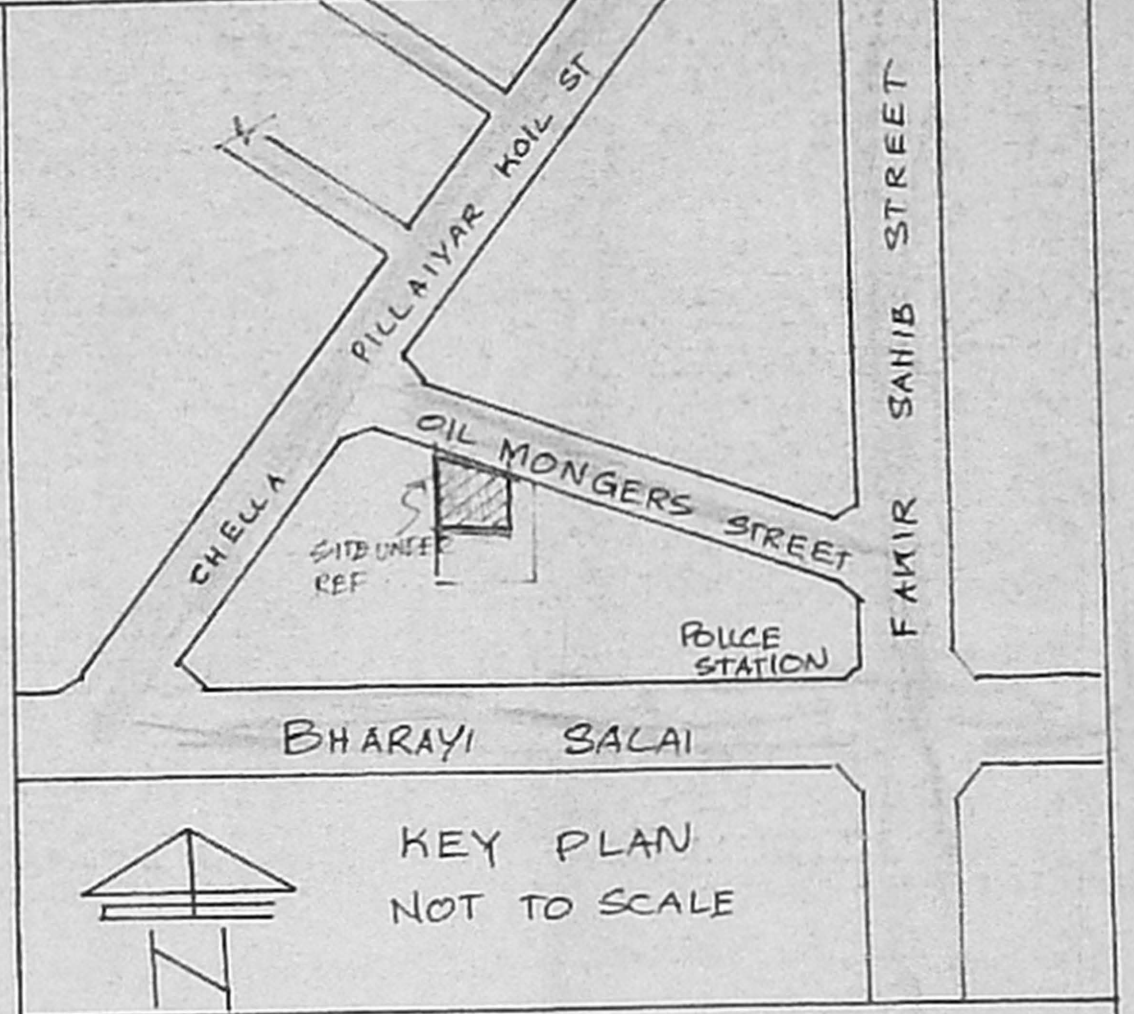 CHELLA PILLAIYAR KOIL ST
OIL MONGERS STREET
FAKIR SAHIB STREET
SITE UNDER
REF
POLICE
STATION
BHARAYI SALAI
KEY PLAN
NOT TO SCALE
N